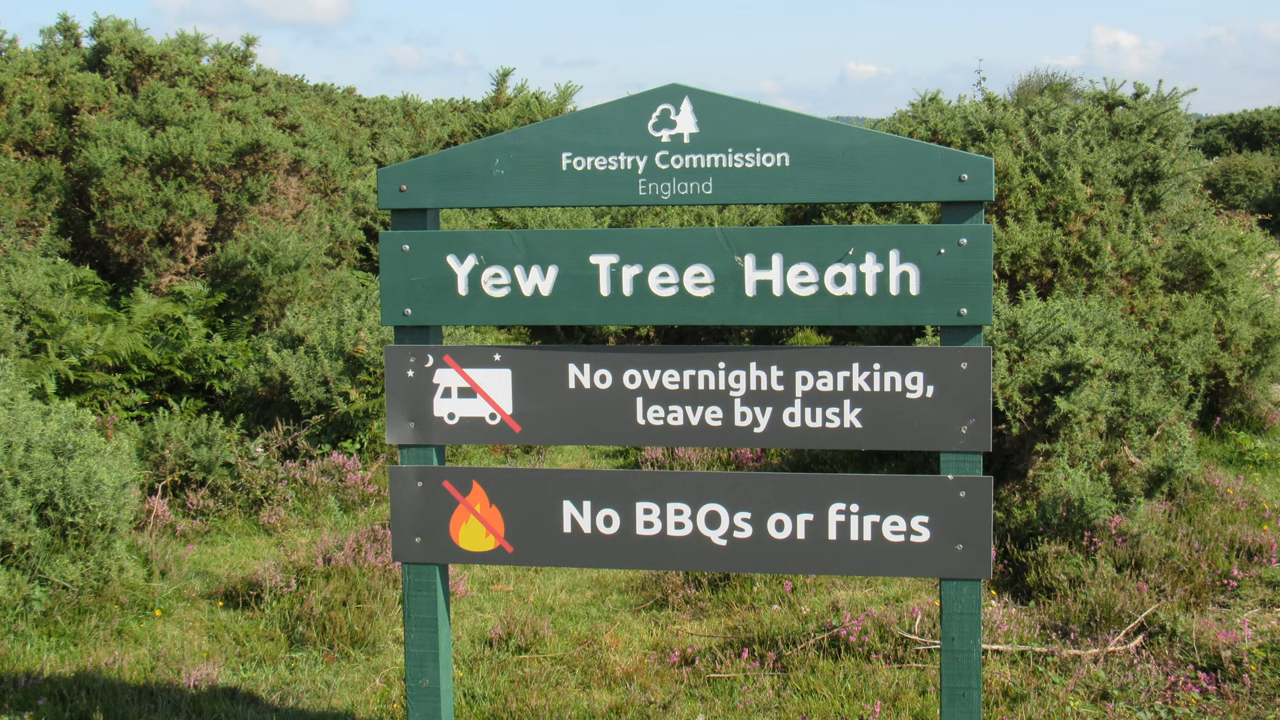 Forestry Commission
England
Yew Tree Heath
No overnight parking,
leave by dusk
No BBQs or fires